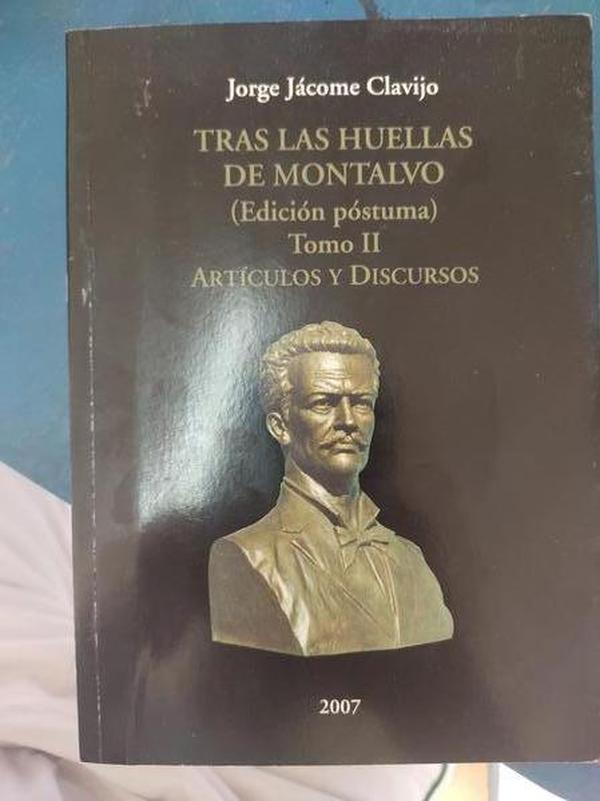 Jorge Jácome Clavijo
TRAS LAS HUELLAS
DE MONTALVO
(Edición póstuma)
Tomo II
ARTÍCULOS Y DISCURSOS
2007